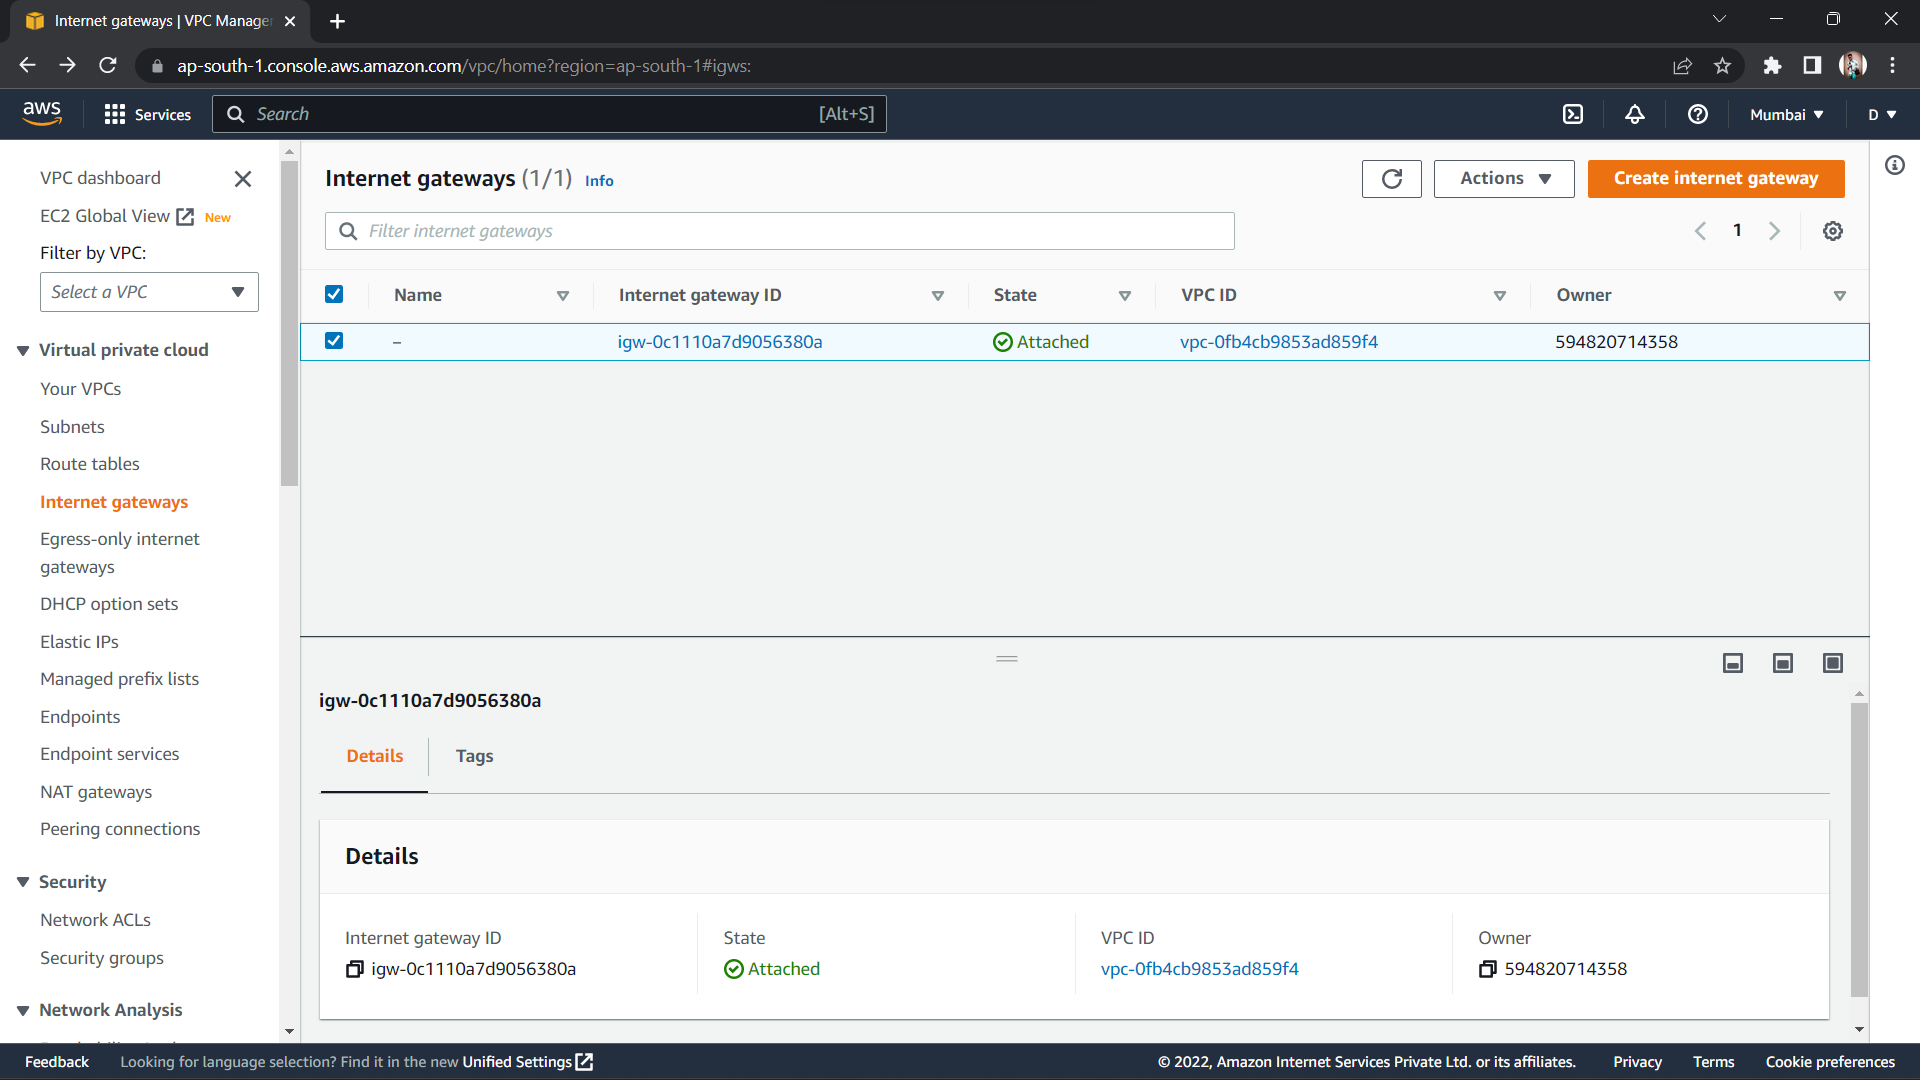 Internet gateways | VPC Manage
ap-south-1.console.aws.amazon.com/vpc/home?region=ap-south-1#igws:
aws
Services
Search
[Alt+S]
Mumbai
D
VPC dashboard
EC2 Global View
New
Filter by VPC:
Select a VPC
Virtual private cloud
Your VPCs
Subnets
Route tables
Internet gateways
Egress-only internet
gateways
DHCP option sets
Elastic IPs
Managed prefix lists
Endpoints
Endpoint services
NAT gateways
Peering connections
Security
Network ACLs
Security groups
Network Analysis
Internet gateways (1/1) Info
Actions
Create internet gateway
Filter internet gateways
1
Name
Internet gateway ID
State
VPC ID
Owner
–
igw-0c1110a7d9056380a
Attached
vpc-0fb4cb9853ad859f4
594820714358
igw-0c1110a7d9056380a
Details
Tags
Details
Internet gateway ID
igw-0c1110a7d9056380a
State
Attached
VPC ID
vpc-0fb4cb9853ad859f4
Owner
594820714358
Feedback
Looking for language selection? Find it in the new Unified Settings
© 2022, Amazon Internet Services Private Ltd. or its affiliates.
Privacy
Terms
Cookie preferences